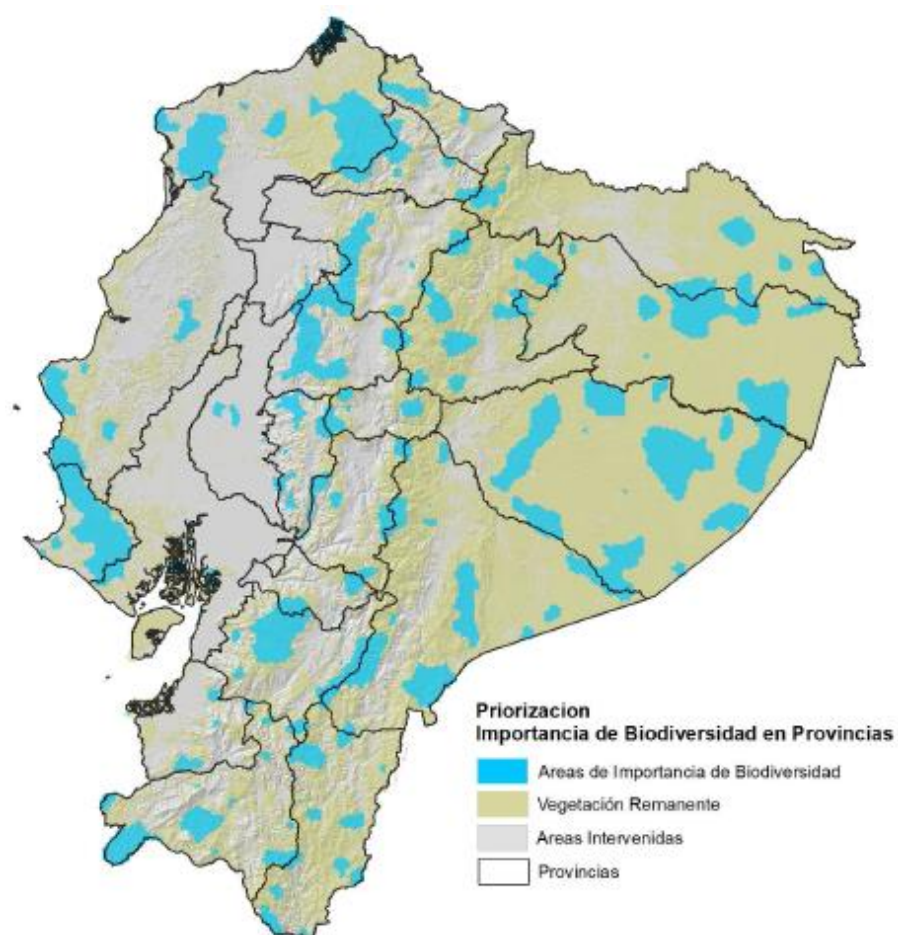 Priorizacion
Importancia de Biodiversidad en Provincias
Areas de Importancia de Biodiversidad
Vegetación Remanente
Areas Intervenidas
Provincias